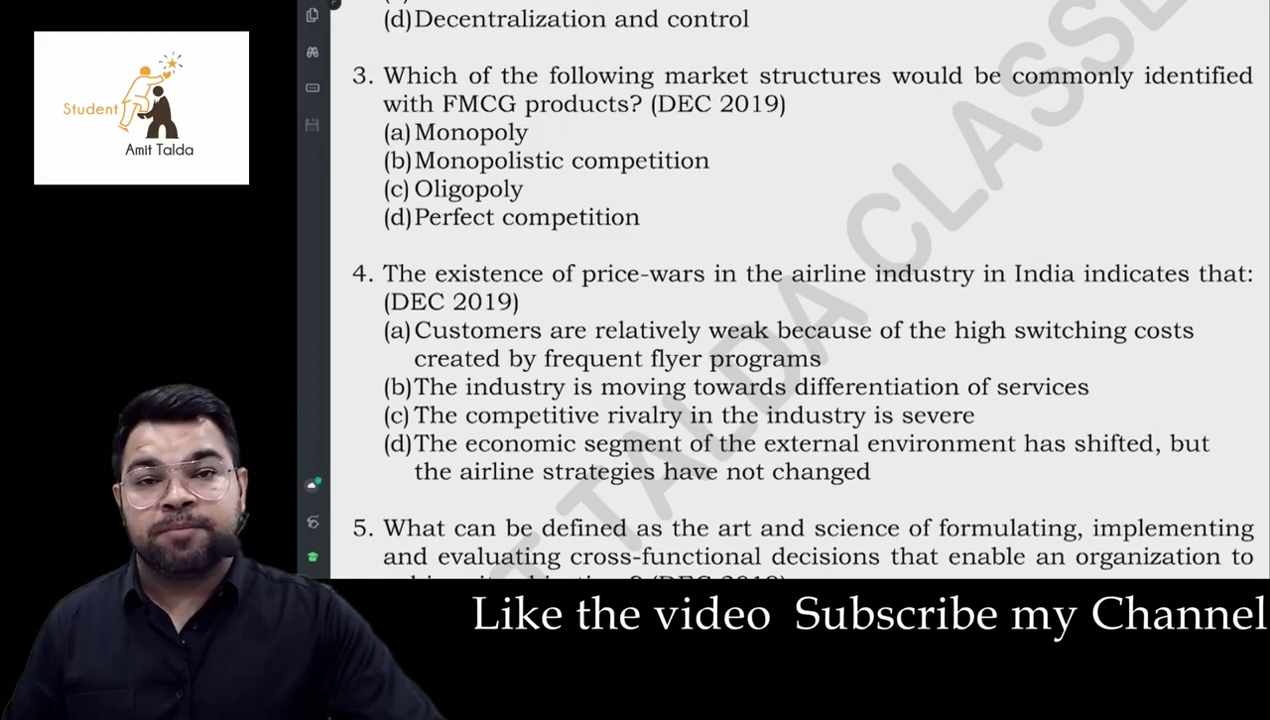 (d) Decentralization and control
Student
Amit Talda
3. Which of the following market structures would be commonly identified
with FMCG products? (DEC 2019)
(a) Monopoly
(b) Monopolistic competition
(c) Oligopoly
(d) Perfect competition
4. The existence of price-wars in the airline industry in India indicates that:
(DEC 2019)
(a) Customers are relatively weak because of the high switching costs
created by frequent flyer programs
(b) The industry is moving towards differentiation of services
(c) The competitive rivalry in the industry is severe
(d) The economic segment of the external environment has shifted, but
the airline strategies have not changed
5. What can be defined as the art and science of formulating, implementing
and evaluating cross-functional decisions that enable an organization to
TALDA CLASSE
Like the video Subscribe my Channel